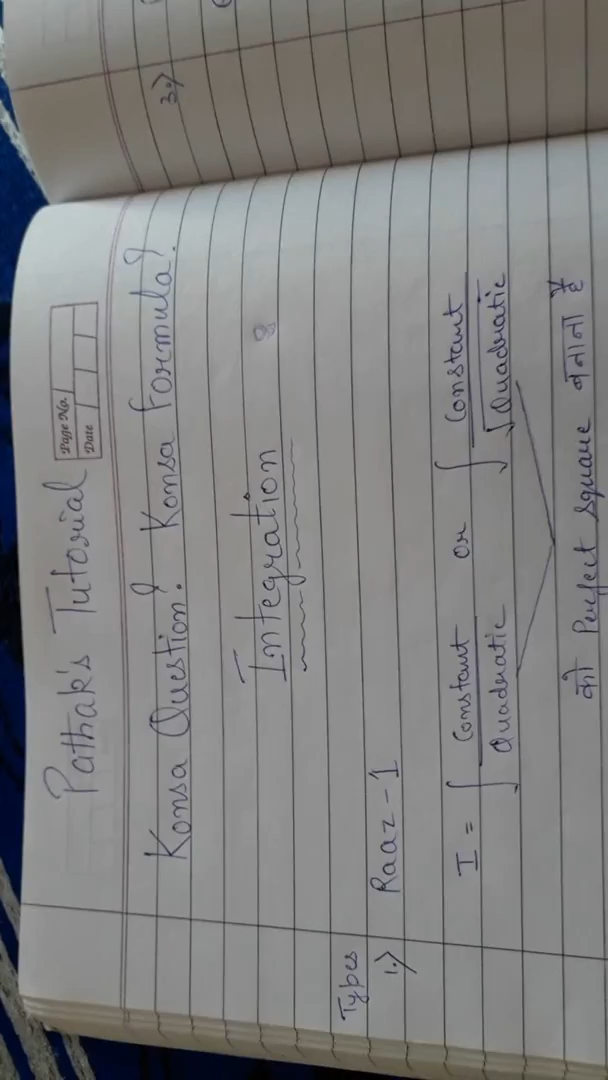 Pathak's Tutorial
Page No.
Date
Konsa Question? Konsa Formula?
Integration
Types
1.) Raaz - 1
I = ∫ Constant / Quadratic or ∫ Constant / √Quadratic
को Perfect square बनाना है
3.)